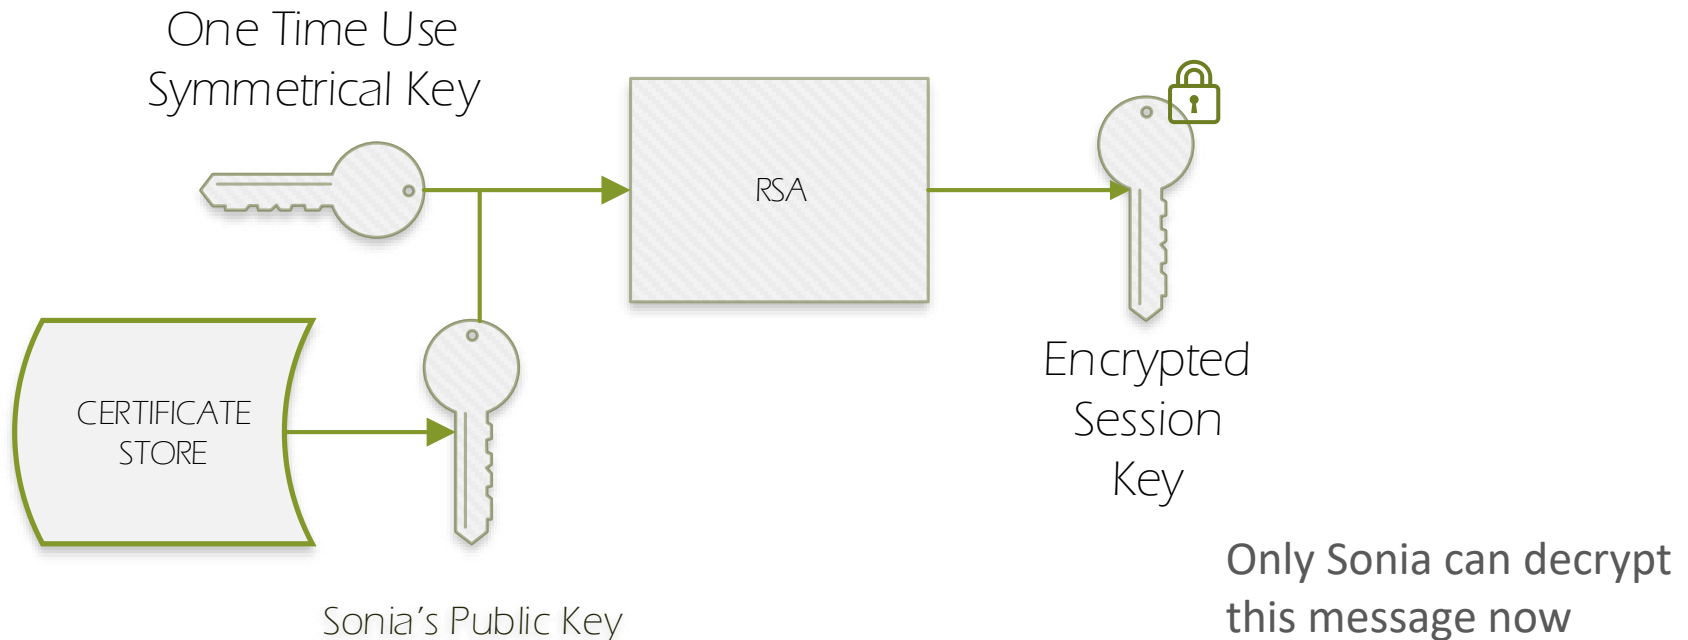 One Time Use
Symmetrical Key
RSA
CERTIFICATE
STORE
Encrypted
Session
Key
Only Sonia can decrypt
this message now
Sonia's Public Key